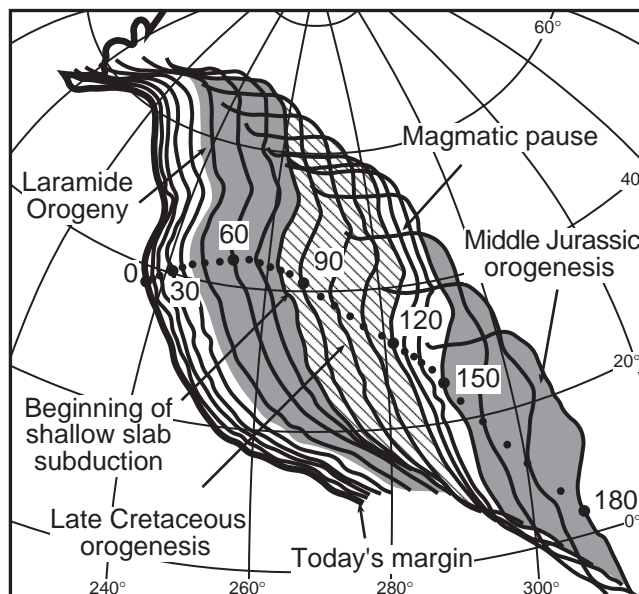 60°
Magmatic pause
Laramide
Orogeny
40°
Middle Jurassic
orogenesis
60
0
90
30
120
20°
150
Beginning of
shallow slab
subduction
180
Late Cretaceous
orogenesis
0°
Today's margin
240°
260°
280°
300°